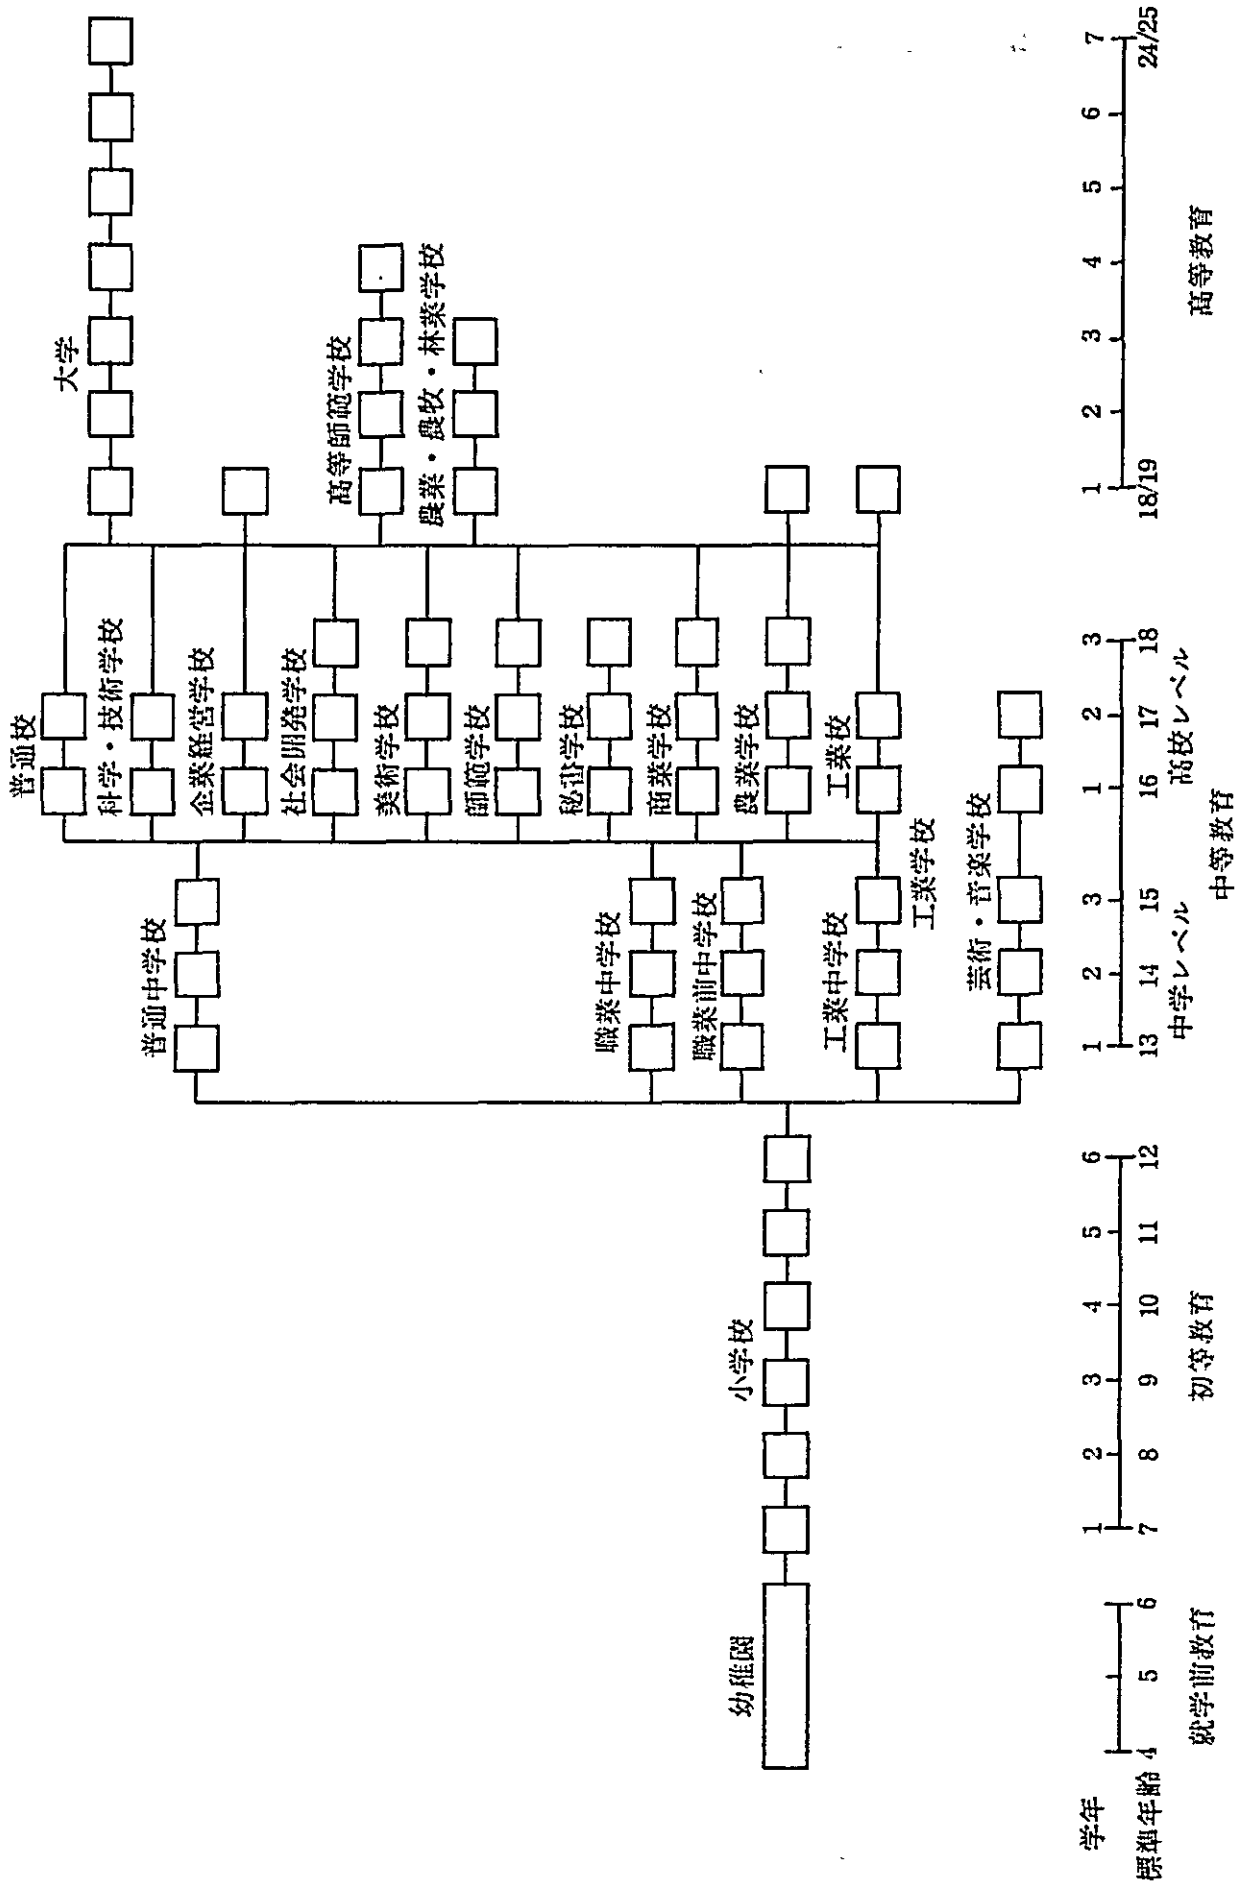 大学
高等師範学校
農業・農牧・林業学校
普通校
科学・技術学校
企業経営学校
社会開発学校
美術学校
師範学校
秘書学校
商業学校
農業学校
工業校
工業学校
普通中学校
職業中学校
職業前中学校
工業中学校
芸術・音楽学校
小学校
幼稚園
学年 1 2 3 4 5 6 1 2 3 1 2 3 1 2 3 4 5 6 7
標準年齢 4 5 6 7 8 9 10 11 12 13 14 15 16 17 18 18/19 24/25
中学レベル 高校レベル
就学前教育 初等教育 中等教育 高等教育